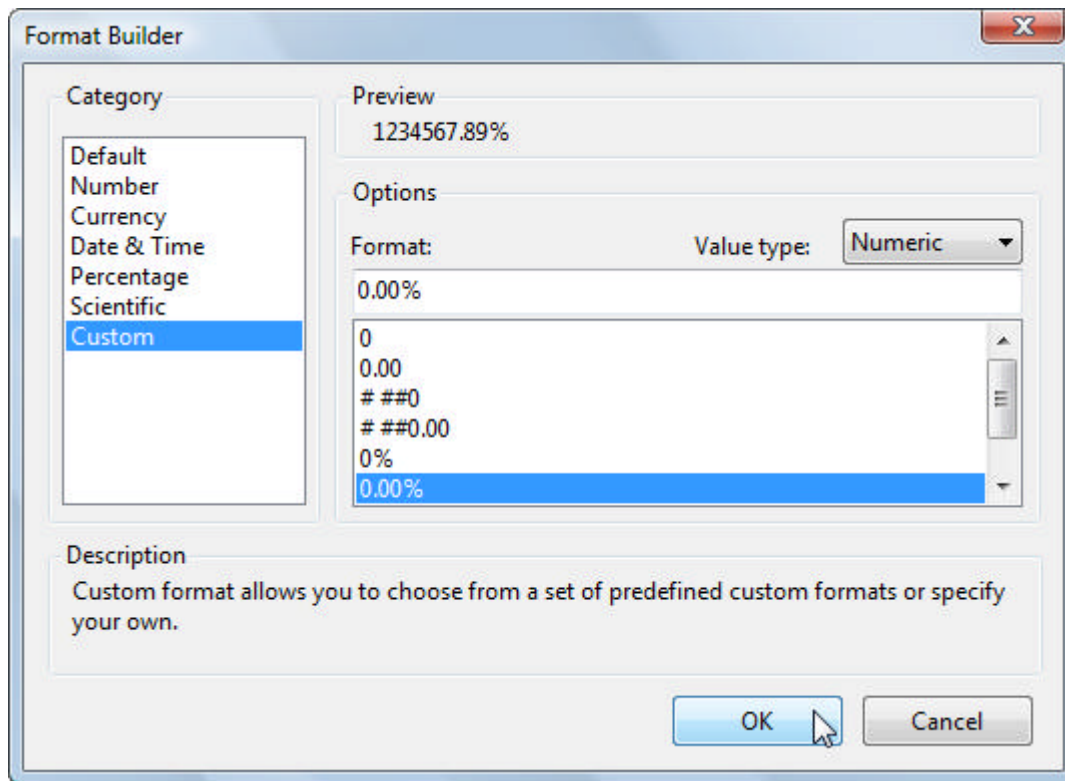 Format Builder
Category
Default
Number
Currency
Date & Time
Percentage
Scientific
Custom
Preview
1234567.89%
Options
Format:
Value type:
Numeric
0.00%
0
0.00
# ##0
# ##0.00
0%
0.00%
Description
Custom format allows you to choose from a set of predefined custom formats or specify
your own.
OK
Cancel